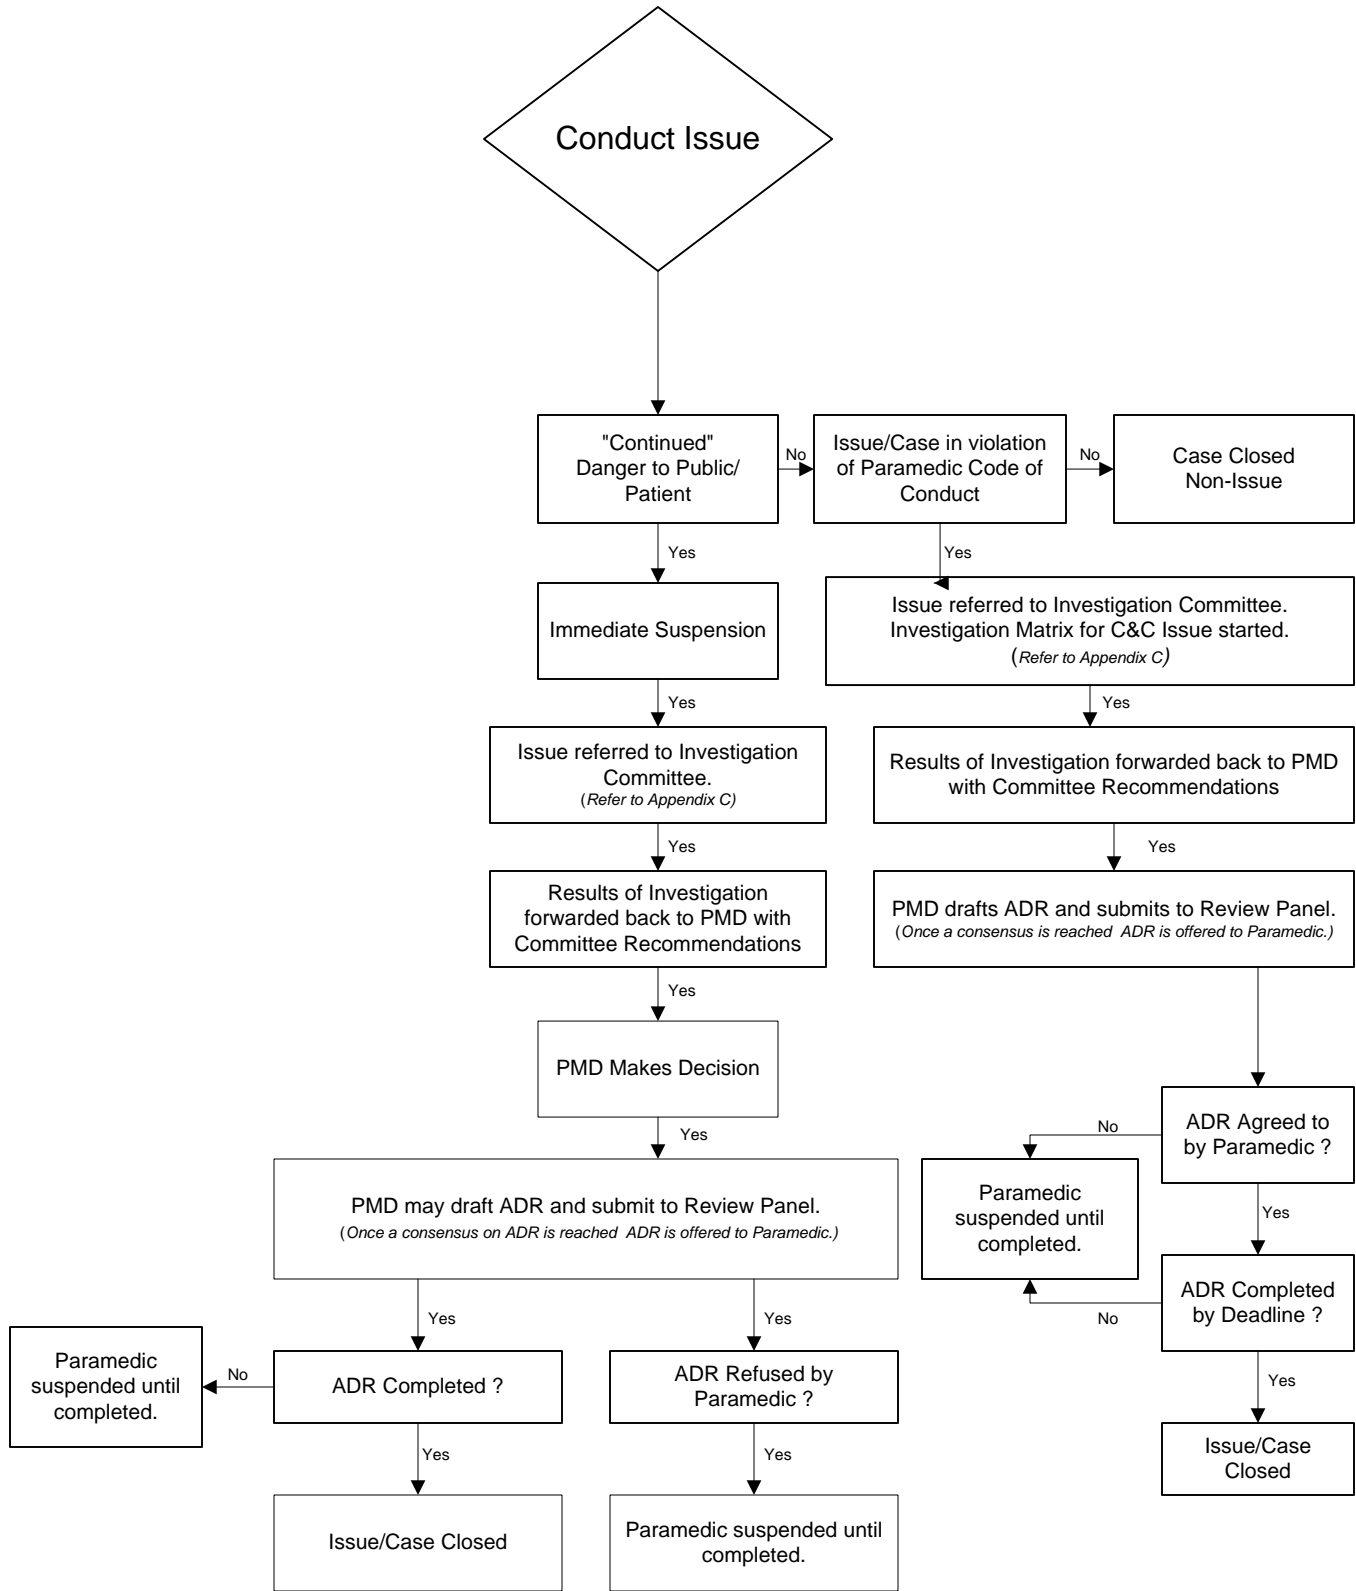 Conduct Issue
"Continued"
Danger to Public/
Patient
No
Issue/Case in violation
of Paramedic Code of
Conduct
No
Case Closed
Non-Issue
Yes
Yes
Immediate Suspension
Issue referred to Investigation Committee.
Investigation Matrix for C&C Issue started.
(Refer to Appendix C)
Yes
Yes
Issue referred to Investigation
Committee.
(Refer to Appendix C)
Results of Investigation forwarded back to PMD
with Committee Recommendations
Yes
Yes
Results of Investigation
forwarded back to PMD with
Committee Recommendations
PMD drafts ADR and submits to Review Panel.
(Once a consensus is reached  ADR is offered to Paramedic.)
Yes
PMD Makes Decision
Yes
ADR Agreed to
by Paramedic ?
No
Paramedic
suspended until
completed.
Yes
PMD may draft ADR and submit to Review Panel.
(Once a consensus on ADR is reached  ADR is offered to Paramedic.)
ADR Completed
by Deadline ?
No
Yes
Yes
Paramedic
suspended until
completed.
No
ADR Completed ?
ADR Refused by
Paramedic ?
Yes
Issue/Case
Closed
Yes
Yes
Issue/Case Closed
Paramedic suspended until
completed.